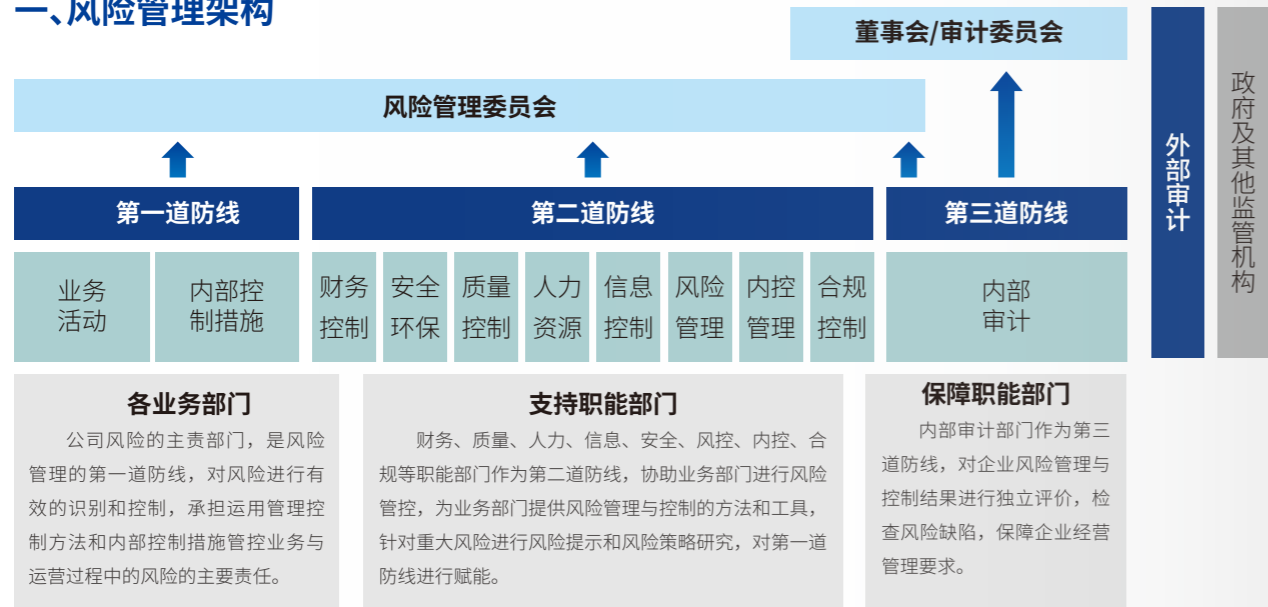 一、风险管理架构
董事会/审计委员会
风险管理委员会
第一道防线
第二道防线
第三道防线
业务
活动
内部控
制措施
财务
控制
安全
环保
质量
控制
人力
资源
信息
控制
风险
管理
内控
管理
合规
控制
内部
审计
各业务部门
公司风险的主责部门，是风险
管理的第一道防线，对风险进行有
效的识别和控制，承担运用管理控
制方法和内部控制措施管控业务与
运营过程中的风险的主要责任。
支持职能部门
财务、质量、人力、信息、安全、风控、内控、合
规等职能部门作为第二道防线，协助业务部门进行风险
管控，为业务部门提供风险管理与控制的方法和工具，
针对重大风险进行风险提示和风险策略研究，对第一道
防线进行赋能。
保障职能部门
内部审计部门作为第三
道防线，对企业风险管理与
控制结果进行独立评价，检
查风险缺陷，保障企业经营
管理要求。
外部审计
政府及其他监管机构